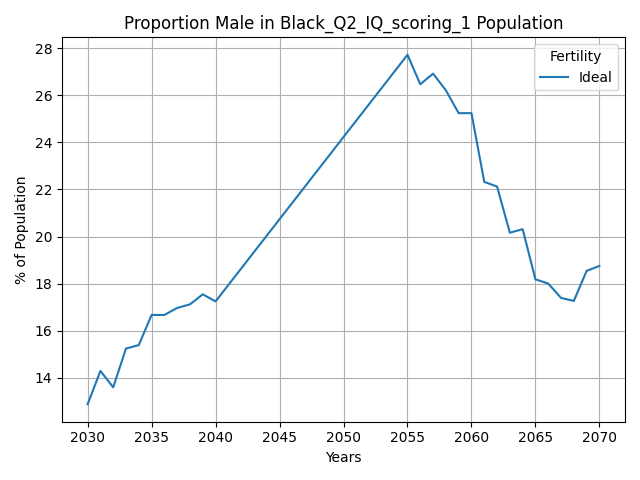 Proportion Male in Black_Q2_IQ_scoring_1 Population
Fertility
Ideal
% of Population
28
26
24
22
20
18
16
14
2030 2035 2040 2045 2050 2055 2060 2065 2070
Years